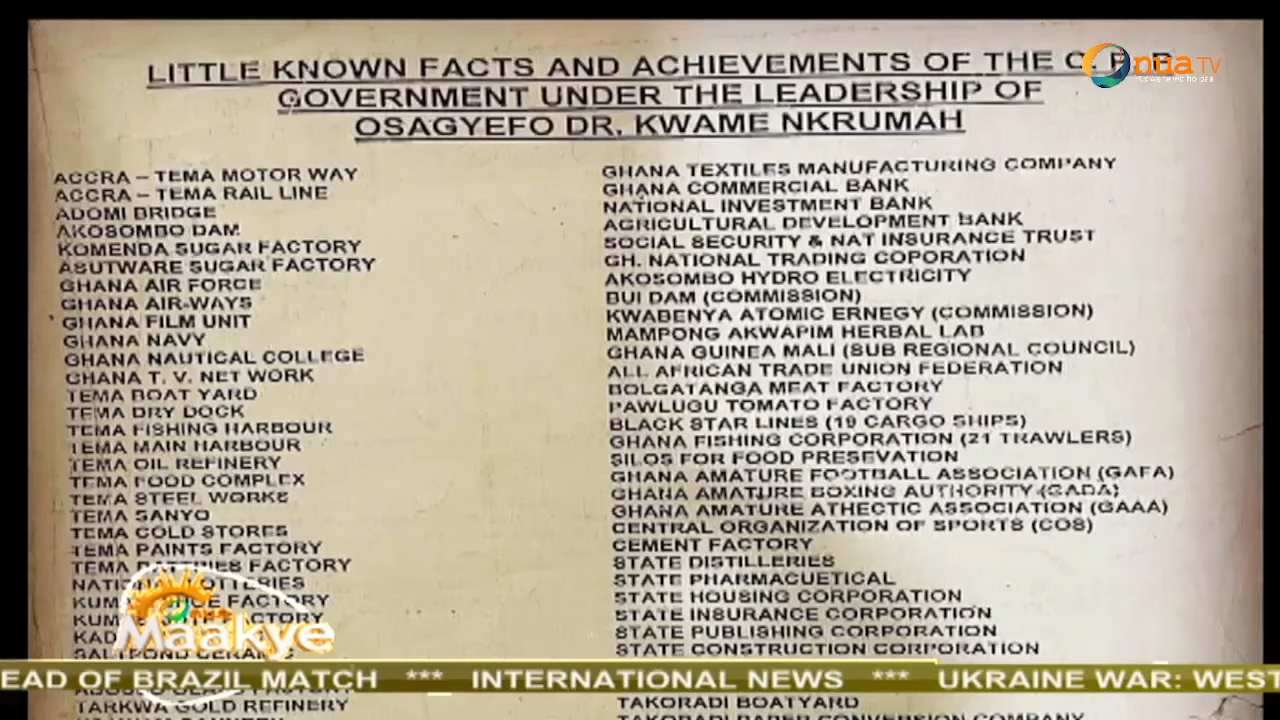 LITTLE KNOWN FACTS AND ACHIEVEMENTS OF THE
GOVERNMENT UNDER THE LEADERSHIP OF
OSAGYEFO DR, KWAME NKRUMAH
nua TV
ACCRA – TEMA MOTOR WAY
ACCRA – TEMA RAIL LINE
ADOMI BRIDGE
AKOSOMBO DAM
KOMENDA SUGAR FACTORY
ASUTWARE SUGAR FACTORY
GHANA AIR FORCE
GHANA AIR-WAYS
GHANA FILM UNIT
GHANA NAVY
GHANA NAUTICAL COLLEGE
GHANA T. V. NET WORK
TEMA BOAT YARD
TEMA DRY DOCK
TEMA FISHING HARBOUR
TEMA MAIN HARBOUR
TEMA OIL REFINERY
TEMA FOOD COMPLEX
TEMA STEEL WORKS
TEMA SANYO
TEMA COLD STORES
TEMA PAINTS FACTORY
TEMA FACTORY
FACTORY
FACTORY
SALTPOND
TARKWA GOLD REFINERY
GHANA TEXTILES MANUFACTURING COMPANY
GHANA COMMERCIAL BANK
NATIONAL INVESTMENT BANK
AGRICULTURAL DEVELOPMENT BANK
SOCIAL SECURITY & NAT INSURANCE TRUST
GH. NATIONAL TRADING COPORATION
AKOSOMBO HYDRO ELECTRICITY
BUI DAM (COMMISSION)
KWABENYA ATOMIC ERNEGY (COMMISSION)
MAMPONG AKWAPIM HERBAL LAB
GHANA GUINEA MALI (SUB REGIONAL COUNCIL)
ALL AFRICAN TRADE UNION FEDERATION
BOLGATANGA MEAT FACTORY
PAWLUGU TOMATO FACTORY
BLACK STAR LINES (19 CARGO SHIPS)
GHANA FISHING CORPORATION (21 TRAWLERS)
SILOS FOR FOOD PRESEVATION
GHANA AMATURE FOOTBALL ASSOCIATION (GAFA)
GHANA AMATURE BOXING AUTHORITY (GABA)
GHANA AMATURE ATHECTIC ASSOCIATION (GAAA)
CENTRAL ORGANIZATION OF SPORTS (COS)
CEMENT FACTORY
STATE DISTILLERIES
STATE PHARMACUETICAL
STATE HOUSING CORPORATION
STATE INSURANCE CORPORATION
STATE PUBLISHING CORPORATION
STATE CONSTRUCTION CORPORATION
TAKORADI BOATYARD
TAKORADI PAPER CONVERSION COMPANY
Maakye
EAD OF BRAZIL MATCH *** INTERNATIONAL NEWS *** UKRAINE WAR: WEST